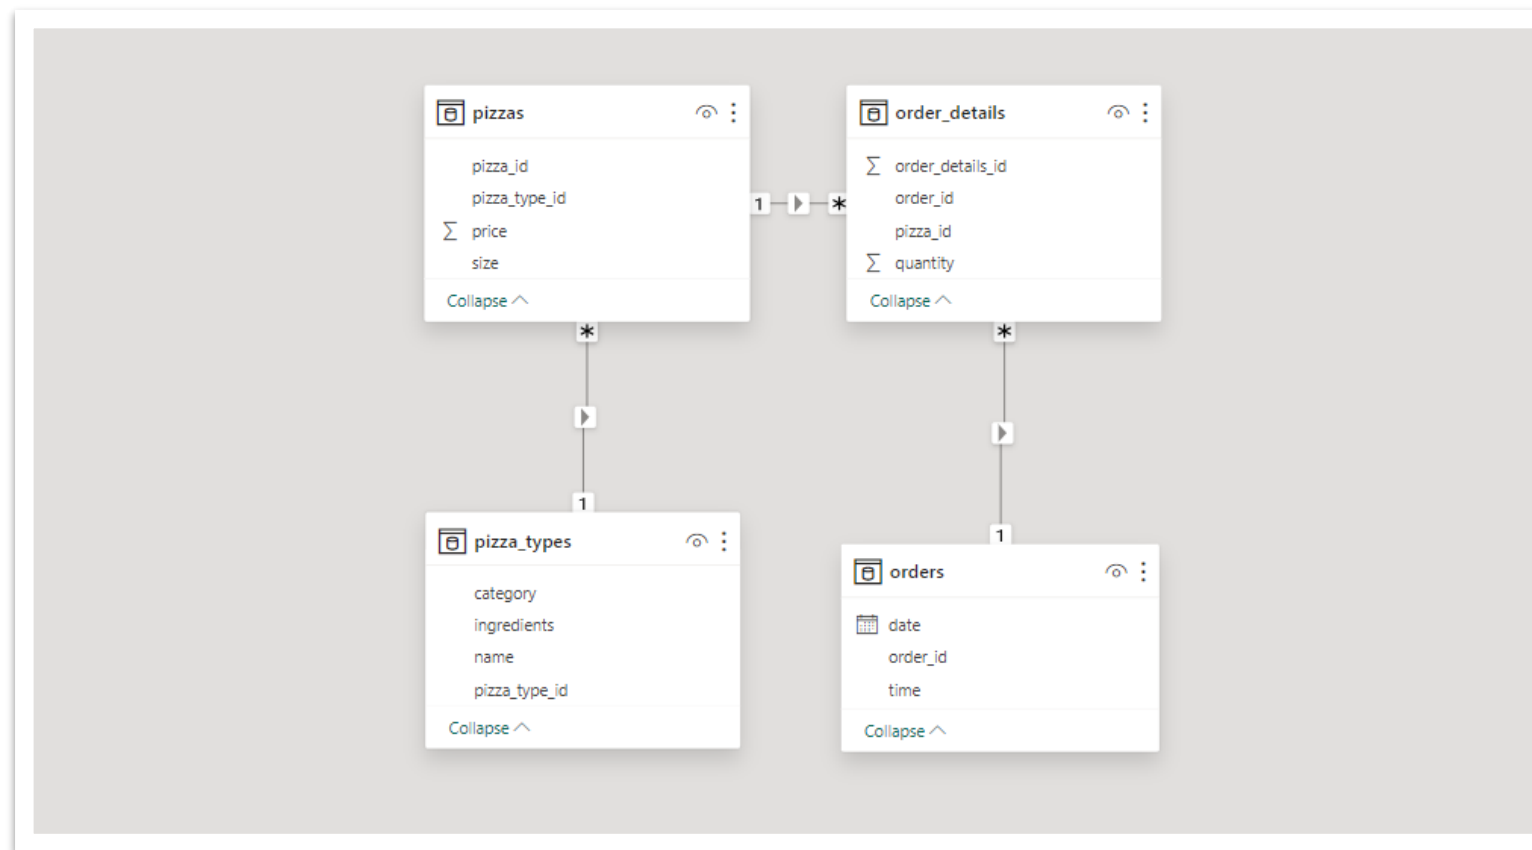 pizzas
pizza_id
pizza_type_id
Σ price
size
Collapse
1
*
order_details
Σ order_details_id
order_id
pizza_id
Σ quantity
Collapse
*
1
pizza_types
category
ingredients
name
pizza_type_id
Collapse
*
1
orders
date
order_id
time
Collapse